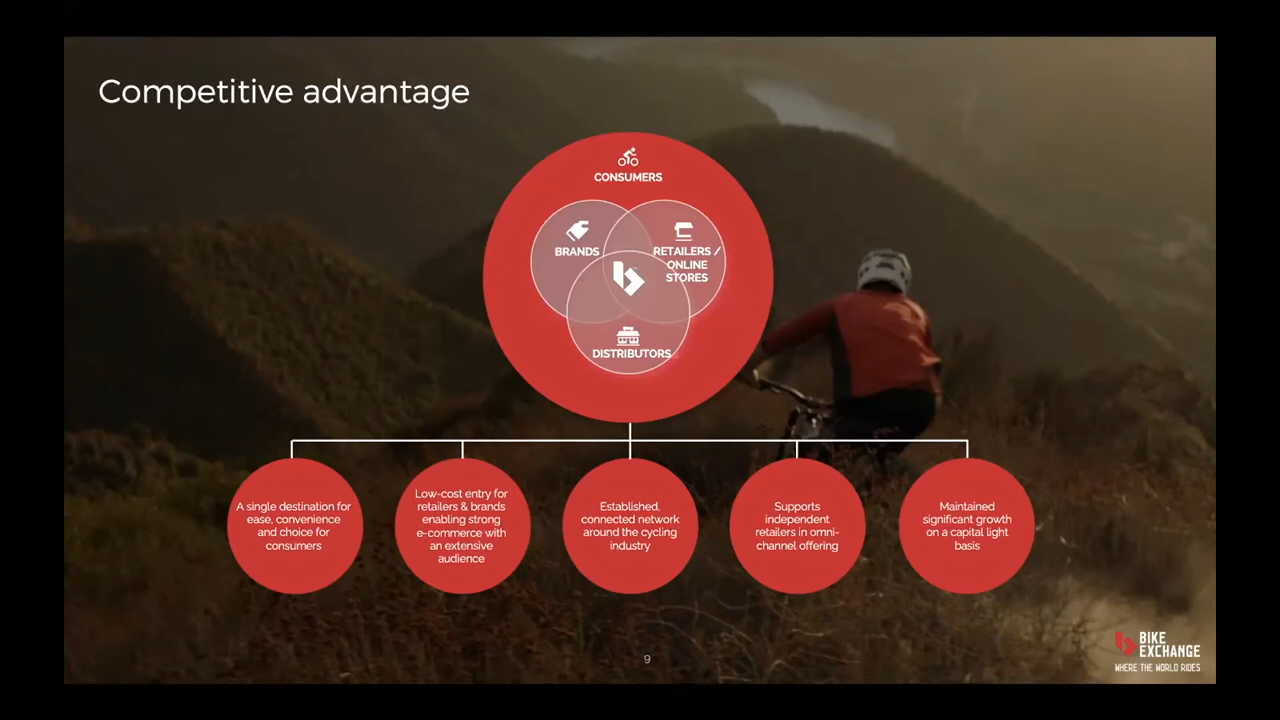 Competitive advantage
CONSUMERS
BRANDS
RETAILERS /
ONLINE
STORES
DISTRIBUTORS
A single destination for
ease, convenience
and choice for
consumers
Low-cost entry for
retailers & brands
enabling strong
e-commerce with
an extensive
audience
Established,
connected network
around the cycling
industry
Supports
independent
retailers in omni-
channel offering
Maintained
significant growth
on a capital light
basis
9
BIKE
EXCHANGE
WHERE THE WORLD RIDES